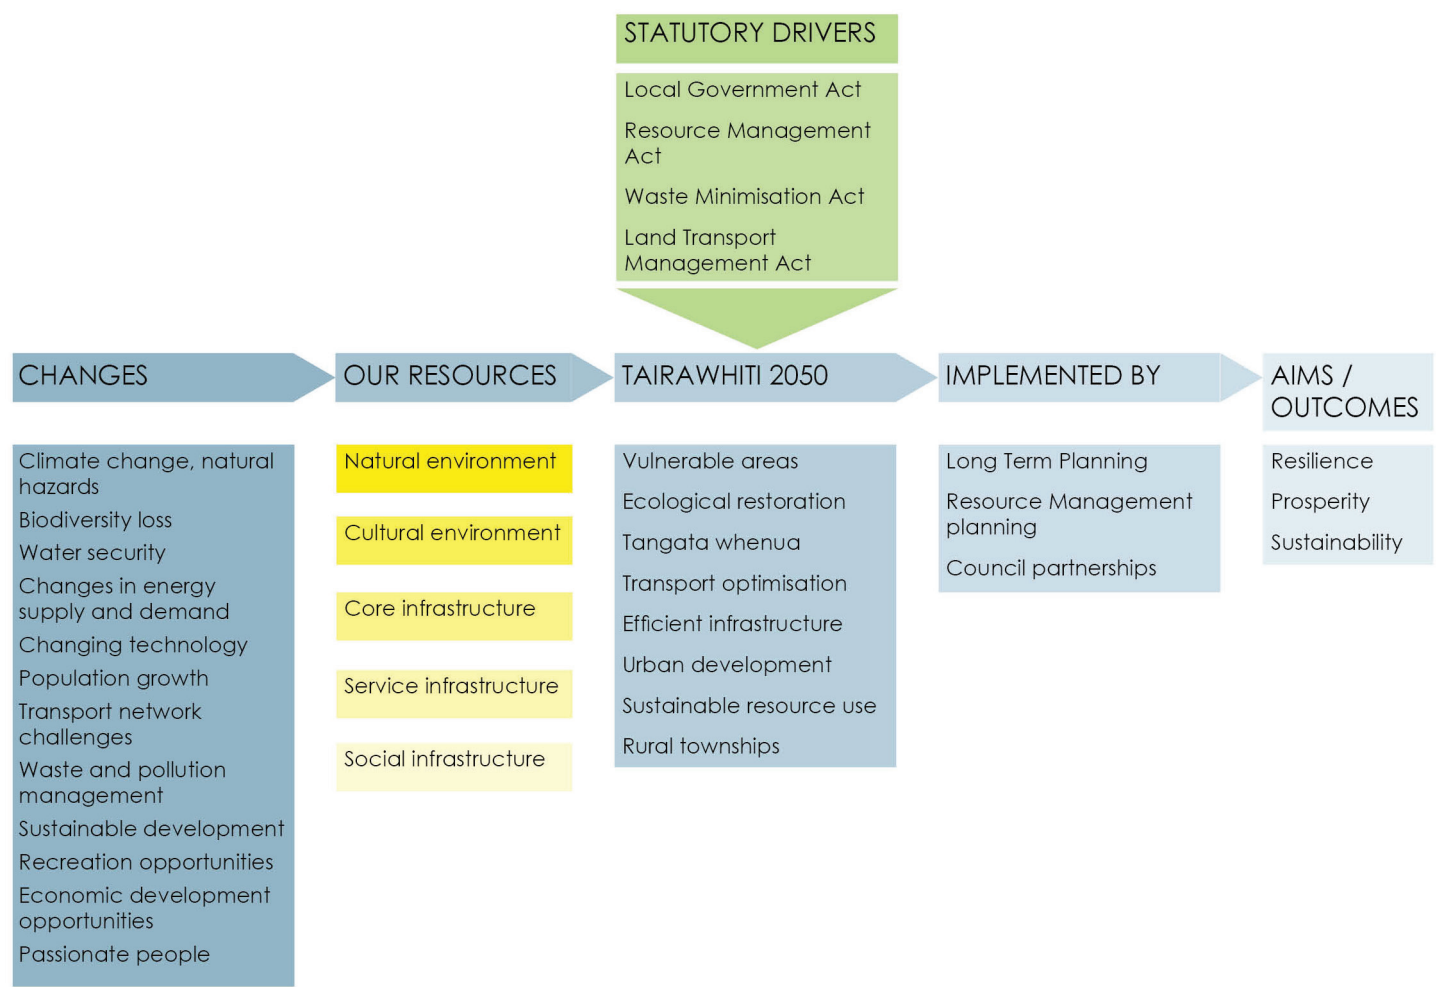 STATUTORY DRIVERS
Local Government Act
Resource Management
Act
Waste Minimisation Act
Land Transport
Management Act
CHANGES
Climate change, natural
hazards
Biodiversity loss
Water security
Changes in energy
supply and demand
Changing technology
Population growth
Transport network
challenges
Waste and pollution
management
Sustainable development
Recreation opportunities
Economic development
opportunities
Passionate people
OUR RESOURCES
Natural environment
Cultural environment
Core infrastructure
Service infrastructure
Social infrastructure
TAIRAWHITI 2050
Vulnerable areas
Ecological restoration
Tangata whenua
Transport optimisation
Efficient infrastructure
Urban development
Sustainable resource use
Rural townships
IMPLEMENTED BY
Long Term Planning
Resource Management
planning
Council partnerships
AIMS /
OUTCOMES
Resilience
Prosperity
Sustainability